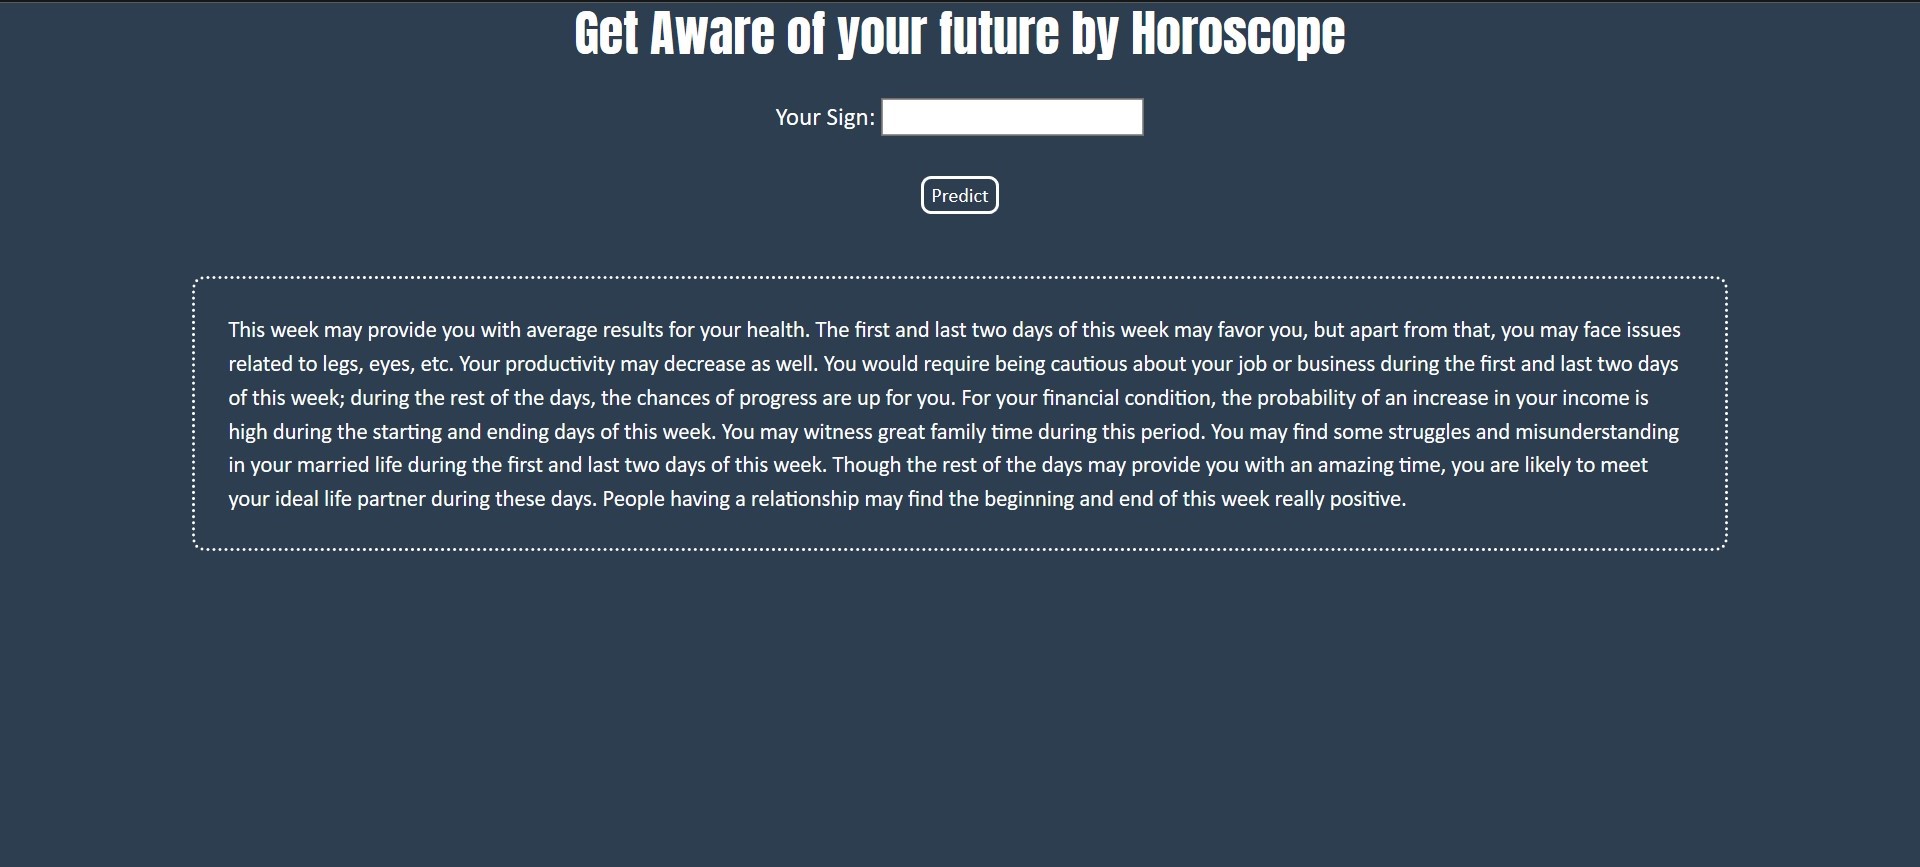 Get Aware of your future by Horoscope
Your Sign:
Predict
This week may provide you with average results for your health. The first and last two days of this week may favor you, but apart from that, you may face issues
related to legs, eyes, etc. Your productivity may decrease as well. You would require being cautious about your job or business during the first and last two days
of this week; during the rest of the days, the chances of progress are up for you. For your financial condition, the probability of an increase in your income is
high during the starting and ending days of this week. You may witness great family time during this period. You may find some struggles and misunderstanding
in your married life during the first and last two days of this week. Though the rest of the days may provide you with an amazing time, you are likely to meet
your ideal life partner during these days. People having a relationship may find the beginning and end of this week really positive.